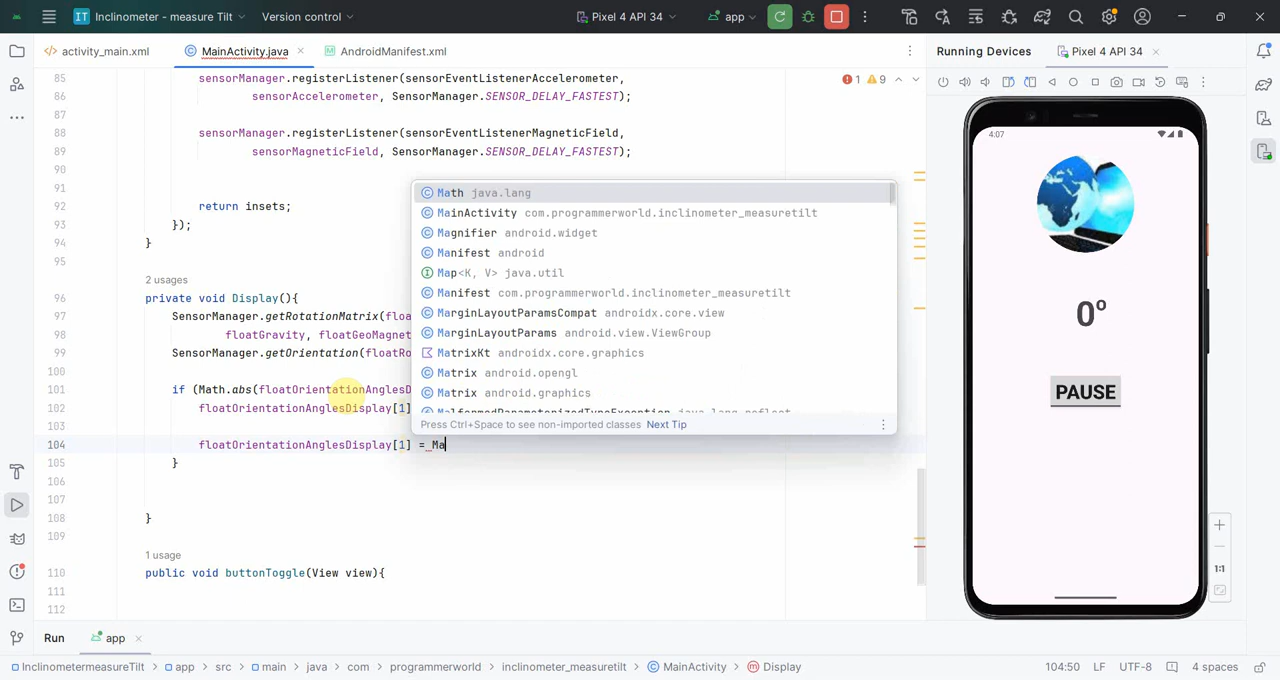 IT Inclinometer - measure Tilt Version control Pixel 4 API 34 app
activity_main.xml MainActivity.java AndroidManifest.xml Running Devices Pixel 4 API 34
85 sensorManager.registerListener(sensorEventListenerAccelerometer, 1 9
86 sensorAccelerometer, SensorManager.SENSOR_DELAY_FASTEST);
87
88 sensorManager.registerListener(sensorEventListenerMagneticField,
89 sensorMagneticField, SensorManager.SENSOR_DELAY_FASTEST);
90
91
92 return insets;
93 });
94 }
95
2 usages
96 private void Display(){
97 SensorManager.getRotationMatrix(
98 floatGravity, floatGeoMagnet
99 SensorManager.getOrientation(
100
101 if (Math.abs(floatOrientationAnglesD
102 floatOrientationAnglesDisplay[1]
103
104 floatOrientationAnglesDisplay[1] = Ma
105 }
106
107
108 }
109
1 usage
110 public void buttonToggle(View view){
111
112
Math java.lang
MainActivity com.programmerworld.inclinometer_measuretilt
Magnifier android.widget
Manifest android
Map<K, V> java.util
Manifest com.programmerworld.inclinometer_measuretilt
MarginLayoutParamsCompat androidx.core.view
MarginLayoutParams android.view.ViewGroup
MatrixKt androidx.core.graphics
Matrix android.opengl
Matrix android.graphics
Press Ctrl+Space to see non-imported classes Next Tip
4:07
0º
PAUSE
1:1
Run app
InclinometermeasureTilt > app > src > main > java > com > programmerworld > inclinometer_measuretilt > MainActivity > Display 104:50 LF UTF-8 4 spaces